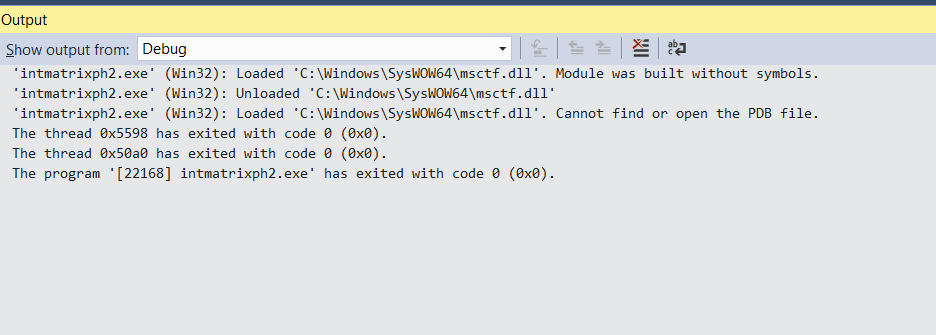 Output
Show output from: Debug
'intmatrixph2.exe' (Win32): Loaded 'C:\Windows\SysWOW64\msctf.dll'. Module was built without symbols.
'intmatrixph2.exe' (Win32): Unloaded 'C:\Windows\SysWOW64\msctf.dll'
'intmatrixph2.exe' (Win32): Loaded 'C:\Windows\SysWOW64\msctf.dll'. Cannot find or open the PDB file.
The thread 0x5598 has exited with code 0 (0x0).
The thread 0x50a0 has exited with code 0 (0x0).
The program '[22168] intmatrixph2.exe' has exited with code 0 (0x0).